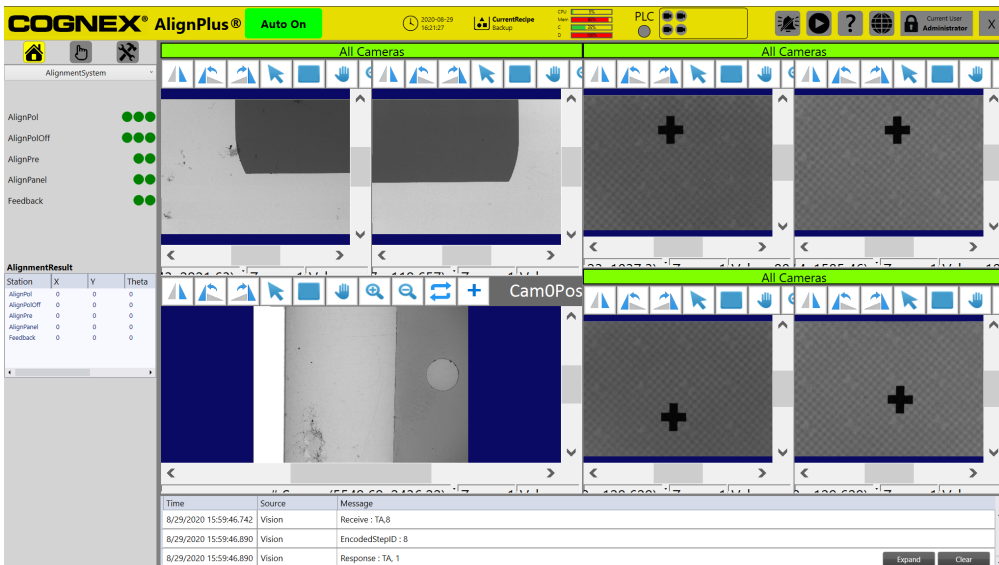 COGNEX® AlignPlus®
Auto On
2020-08-29
16:21:27
CurrentRecipe
Backup
CPU
Mem
C
D
PLC
?
Current User
Administrator
X
AlignmentSystem
All Cameras
All Cameras
AlignPol
AlignPolOff
AlignPre
AlignPanel
Feedback
AlignmentResult
Station X Y Theta
AlignPol 0 0 0
AlignPolOff 0 0 0
AlignPre 0 0 0
AlignPanel 0 0 0
Feedback 0 0 0
Cam0Pos
All Cameras
Time Source Message
8/29/2020 15:59:46.742 Vision Receive : TA,8
8/29/2020 15:59:46.890 Vision EncodedStepID : 8
8/29/2020 15:59:46.890 Vision Response : TA, 1
Expand Clear